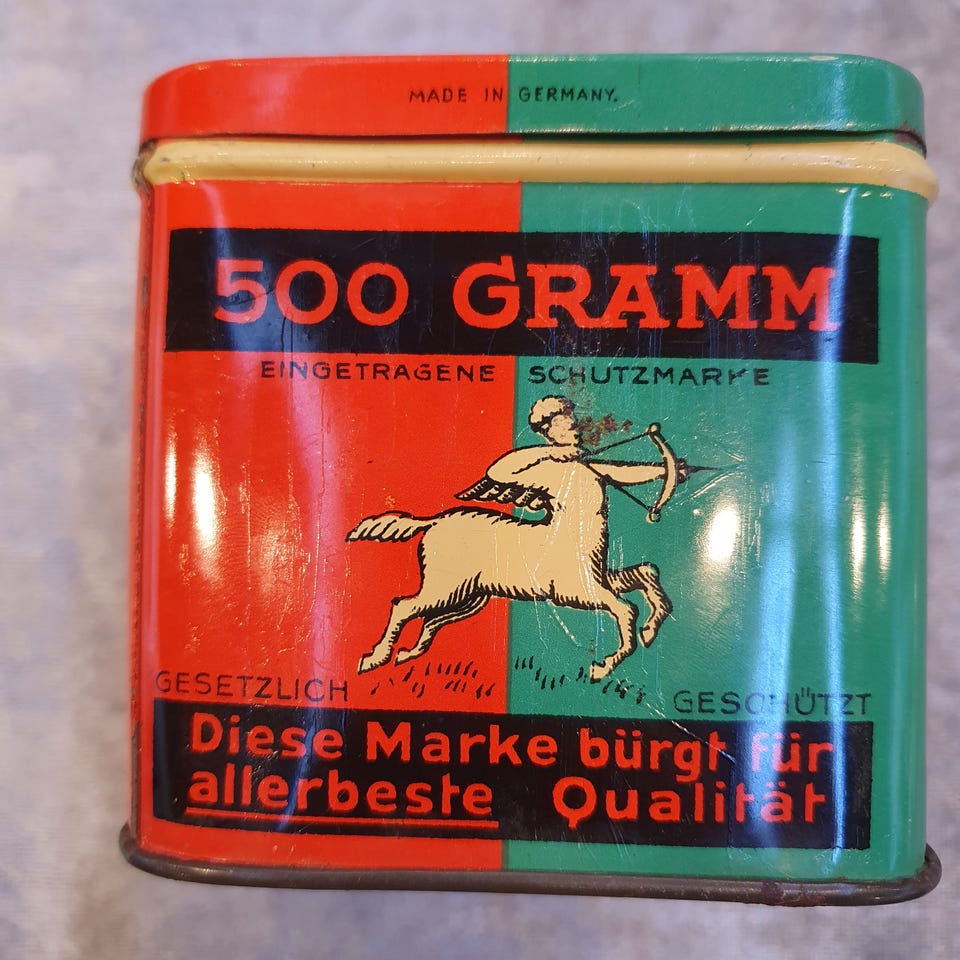 MADE IN GERMANY.
500 GRAMM
EINGETRAGENE SCHUTZMARKE
GESETZLICH GESCHÜTZT
Diese Marke bürgt für
allerbeste Qualität